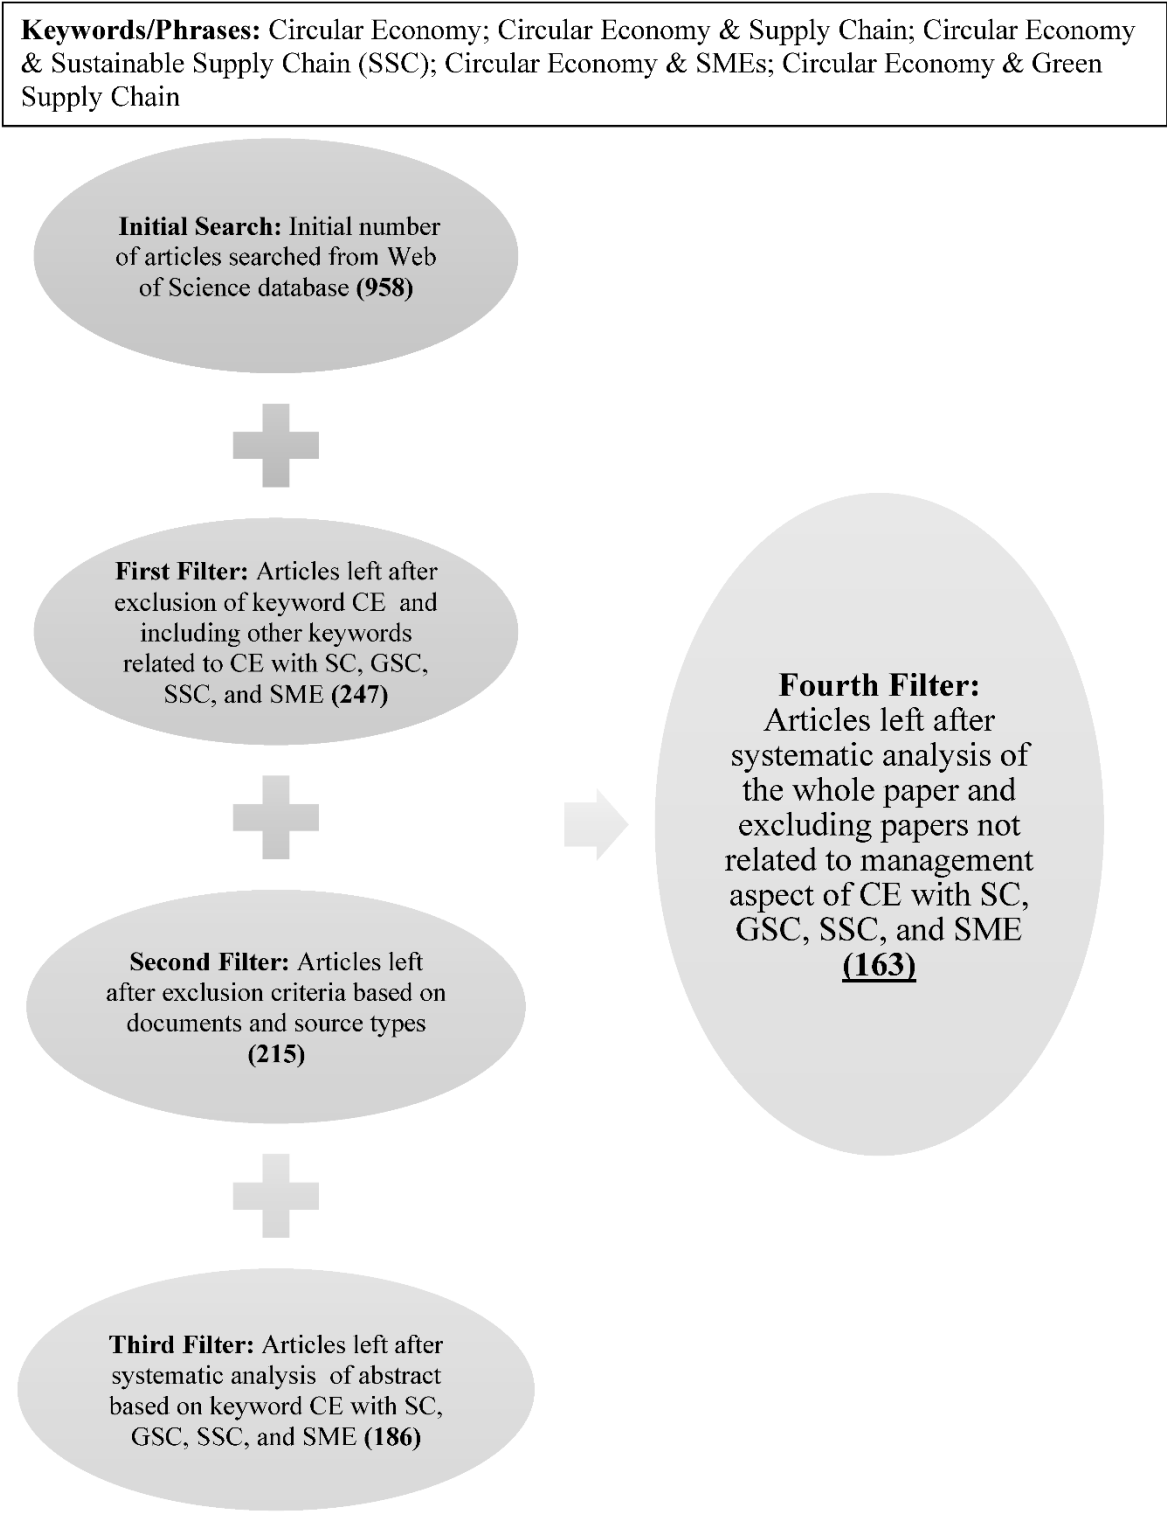 Keywords/Phrases: Circular Economy; Circular Economy & Supply Chain; Circular Economy
& Sustainable Supply Chain (SSC); Circular Economy & SMEs; Circular Economy & Green
Supply Chain
Initial Search: Initial number
of articles searched from Web
of Science database (958)
First Filter: Articles left after
exclusion of keyword CE and
including other keywords
related to CE with SC, GSC,
SSC, and SME (247)
Second Filter: Articles left
after exclusion criteria based on
documents and source types
(215)
Third Filter: Articles left after
systematic analysis of abstract
based on keyword CE with SC,
GSC, SSC, and SME (186)
Fourth Filter:
Articles left after
systematic analysis of
the whole paper and
excluding papers not
related to management
aspect of CE with SC,
GSC, SSC, and SME
(163)